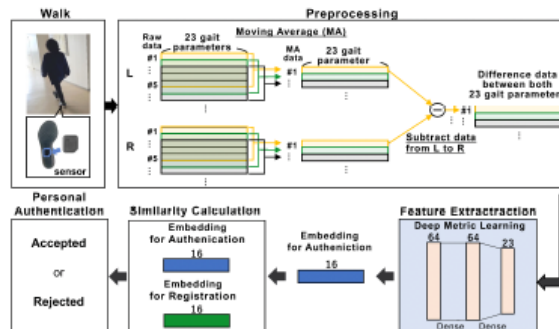 Walk
Preprocessing
Raw data
23 gait parameters
Moving Average (MA)
MA data
23 gait parameter
L
#1
#5
#1
Difference data between both 23 gait parameter
#1
R
#1
#5
#1
Subtract data from L to R
sensor
Personal Authentication
Accepted
or
Rejected
Similarity Calculation
Embedding for Authenication
16
Embedding for Registration
16
Embedding for Autheniction
16
Feature Extractraction
Deep Metric Learning
64
64
23
Dense
Dense